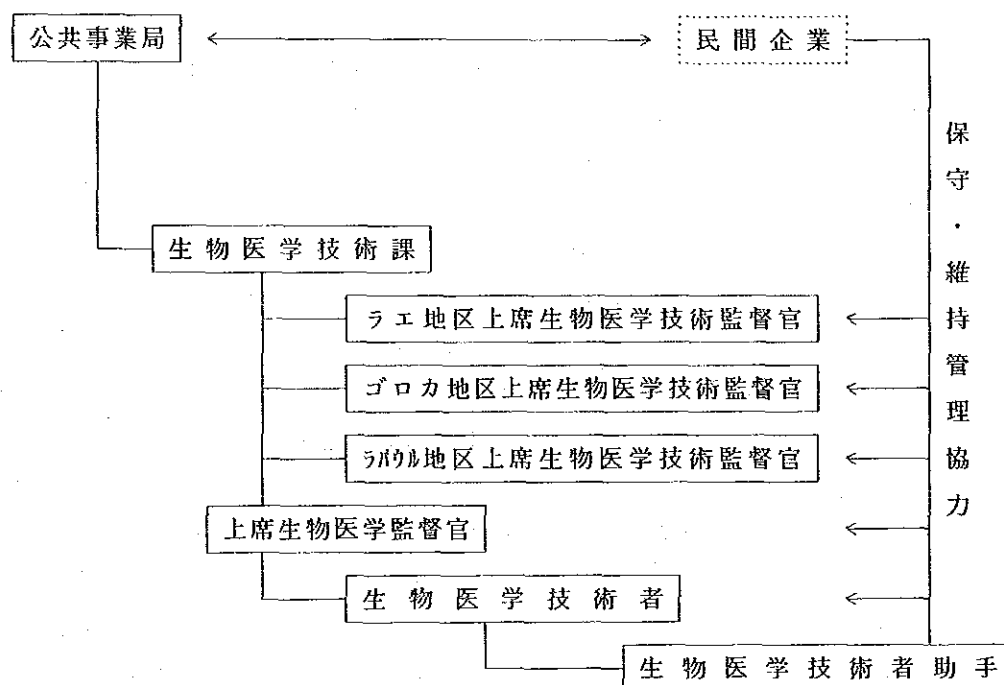 公共事業局
民間企業
保守・維持管理協力
生物医学技術課
ラエ地区上席生物医学技術監督官
ゴロカ地区上席生物医学技術監督官
ラバウル地区上席生物医学技術監督官
上席生物医学監督官
生物医学技術者
生物医学技術者助手